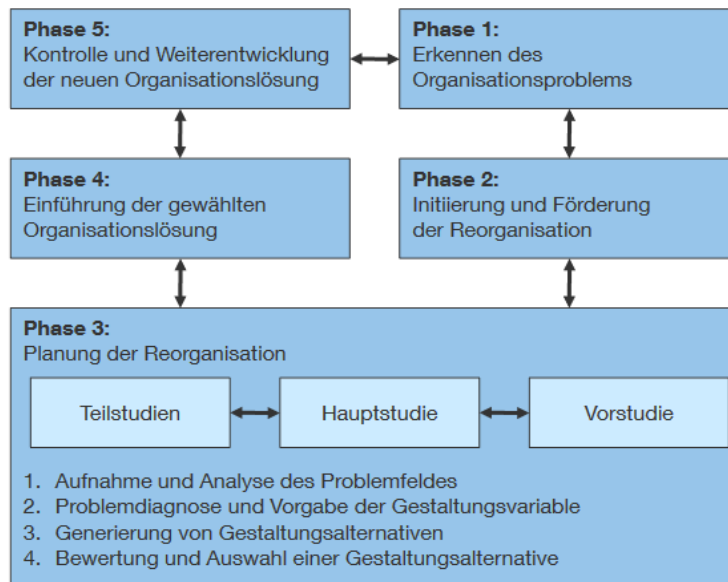 Phase 5:
Kontrolle und Weiterentwicklung
der neuen Organisationslösung
Phase 1:
Erkennen des
Organisationsproblems
Phase 4:
Einführung der gewählten
Organisationslösung
Phase 2:
Initiierung und Förderung
der Reorganisation
Phase 3:
Planung der Reorganisation
Teilstudien
Hauptstudie
Vorstudie
1. Aufnahme und Analyse des Problemfeldes
2. Problemdiagnose und Vorgabe der Gestaltungsvariable
3. Generierung von Gestaltungsalternativen
4. Bewertung und Auswahl einer Gestaltungsalternative